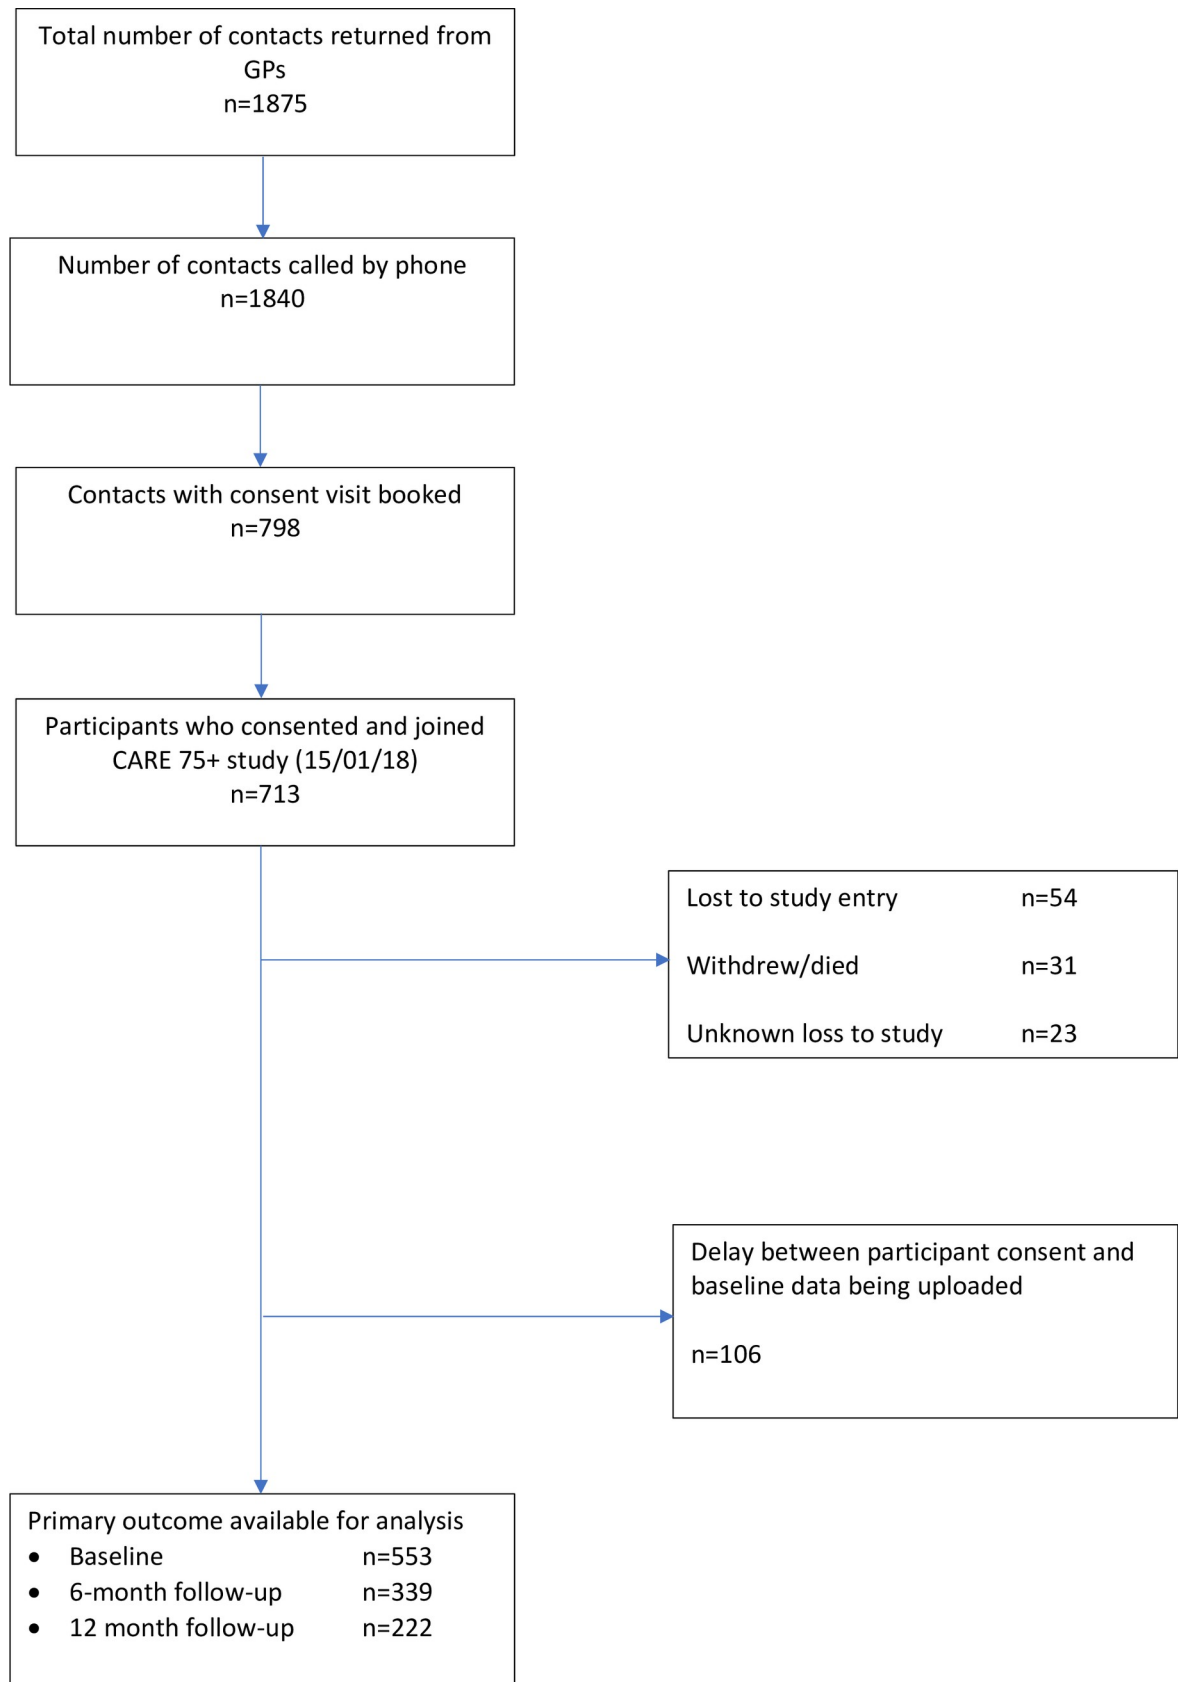 Total number of contacts returned from
GPs
n=1875
Number of contacts called by phone
n=1840
Contacts with consent visit booked
n=798
Participants who consented and joined
CARE 75+ study (15/01/18)
n=713
Lost to study entry n=54
Withdrew/died n=31
Unknown loss to study n=23
Delay between participant consent and
baseline data being uploaded
n=106
Primary outcome available for analysis
• Baseline n=553
• 6-month follow-up n=339
• 12 month follow-up n=222